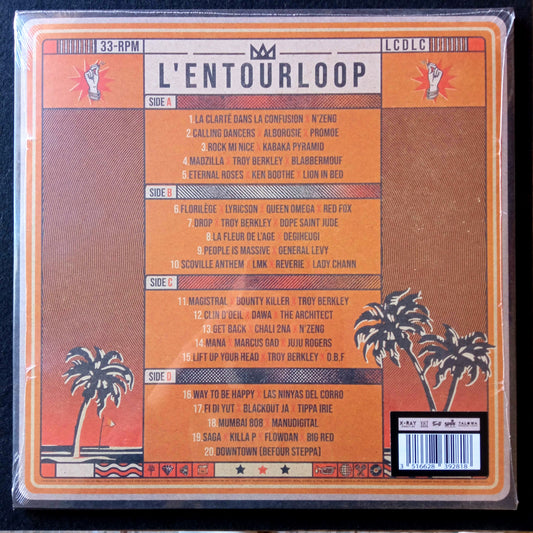 33-RPM
LCDLC
L'ENTOURLOOP
SIDE A
1.LA CLARTÉ DANS LA CONFUSION X N'ZENG
2.CALLING DANCERS X ALBOROSIE X PROMOE
3.ROCK MI NICE X KABAKA PYRAMID
4.MADZILLA X TROY BERKLEY X BLABBERMOUF
5.ETERNAL ROSES X KEN BOOTHE X LION IN BED
SIDE B
6.FLORILÈGE X LYRICSON X QUEEN OMEGA X RED FOX
7.DROP X TROY BERKLEY X DOPE SAINT JUDE
8.LA FLEUR DE L'AGE X DEGIHEUGI
9.PEOPLE IS MASSIVE X GENERAL LEVY
10.SCOVILLE ANTHEM X LMK X REVERIE X LADY CHANN
SIDE C
11.MAGISTRAL X BOUNTY KILLER X TROY BERKLEY
12.CLIN D'OEIL X DAWA X THE ARCHITECT
13.GET BACK X CHALI 2NA X N'ZENG
14.MANA X MARCUS GAD X JUJU ROGERS
15.LIFT UP YOUR HEAD X TROY BERKLEY X O.B.F
SIDE D
16.WAY TO BE HAPPY X LAS NINYAS DEL CORRO
17.FI DI YUT X BLACKOUT JA X TIPPA IRIE
18.MUMBAI 808 X MANUDIGITAL
19.SAGA X KILLA P X FLOWDAN X BIG RED
20.DOWNTOWN [BEFOUR STEPPA]
X-RAY
3 516628 392818